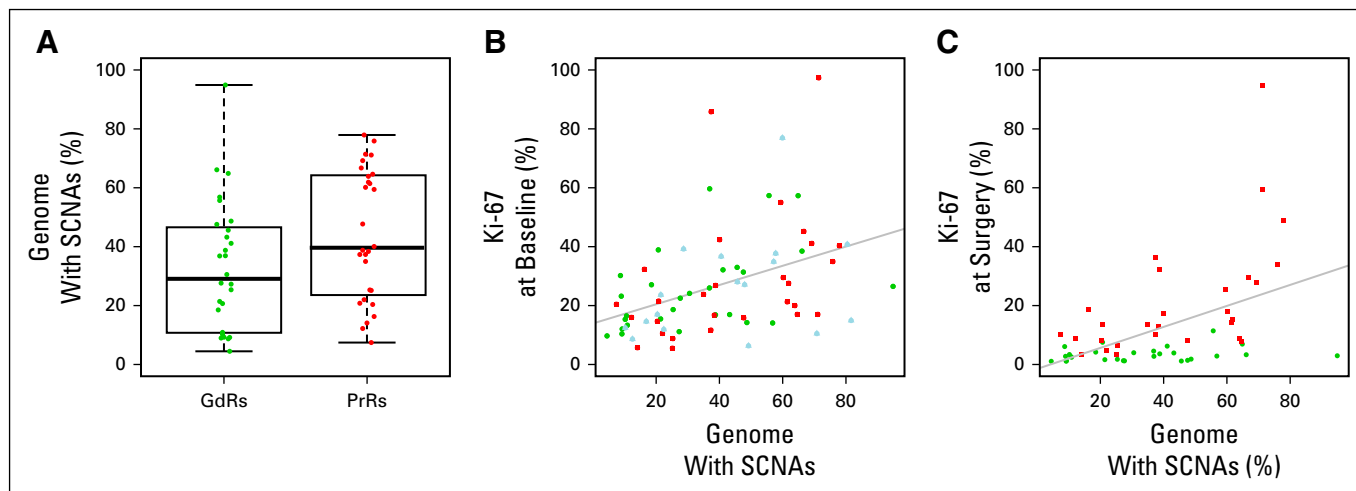 A
Genome
With SCNAs (%)
100
80
60
40
20
0
GdRs
PrRs
B
Ki-67
at Baseline (%)
100
80
60
40
20
0
20
40
60
80
Genome
With SCNAs
C
Ki-67
at Surgery (%)
100
80
60
40
20
0
20
40
60
80
Genome
With SCNAs (%)